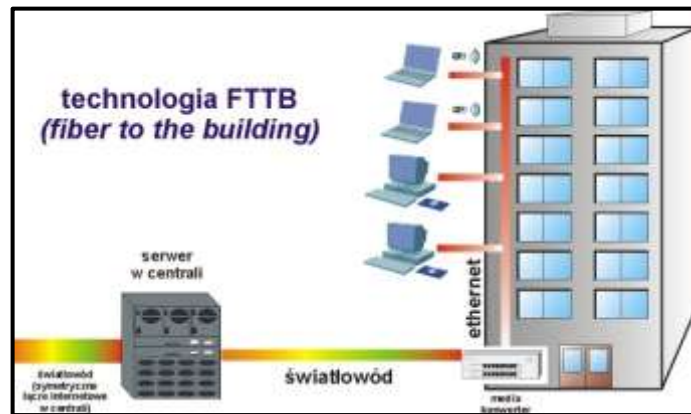 technologia FTTB
(fiber to the building)
serwer
w centrali
ethernet
światłowód
światłowód
(symetryczne
łącze internetowe
w centrali)
media
konwerter